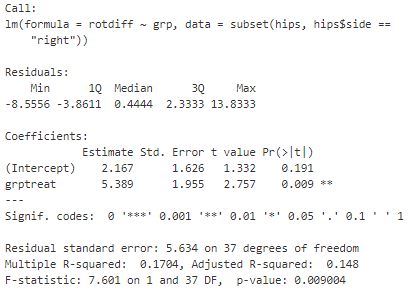 Call:
lm(formula = rotdiff ~ grp, data = subset(hips, hips$side ==
    "right"))

Residuals:
    Min      1Q  Median      3Q     Max
-8.5556 -3.8611  0.4444  2.3333 13.8333

Coefficients:
            Estimate Std. Error t value Pr(>|t|)
(Intercept)    2.167      1.626   1.332    0.191
grptreat       5.389      1.955   2.757    0.009 **
---
Signif. codes:  0 '***' 0.001 '**' 0.01 '*' 0.05 '.' 0.1 ' ' 1

Residual standard error: 5.634 on 37 degrees of freedom
Multiple R-squared:  0.1704, Adjusted R-squared:  0.148
F-statistic: 7.601 on 1 and 37 DF,  p-value: 0.009004